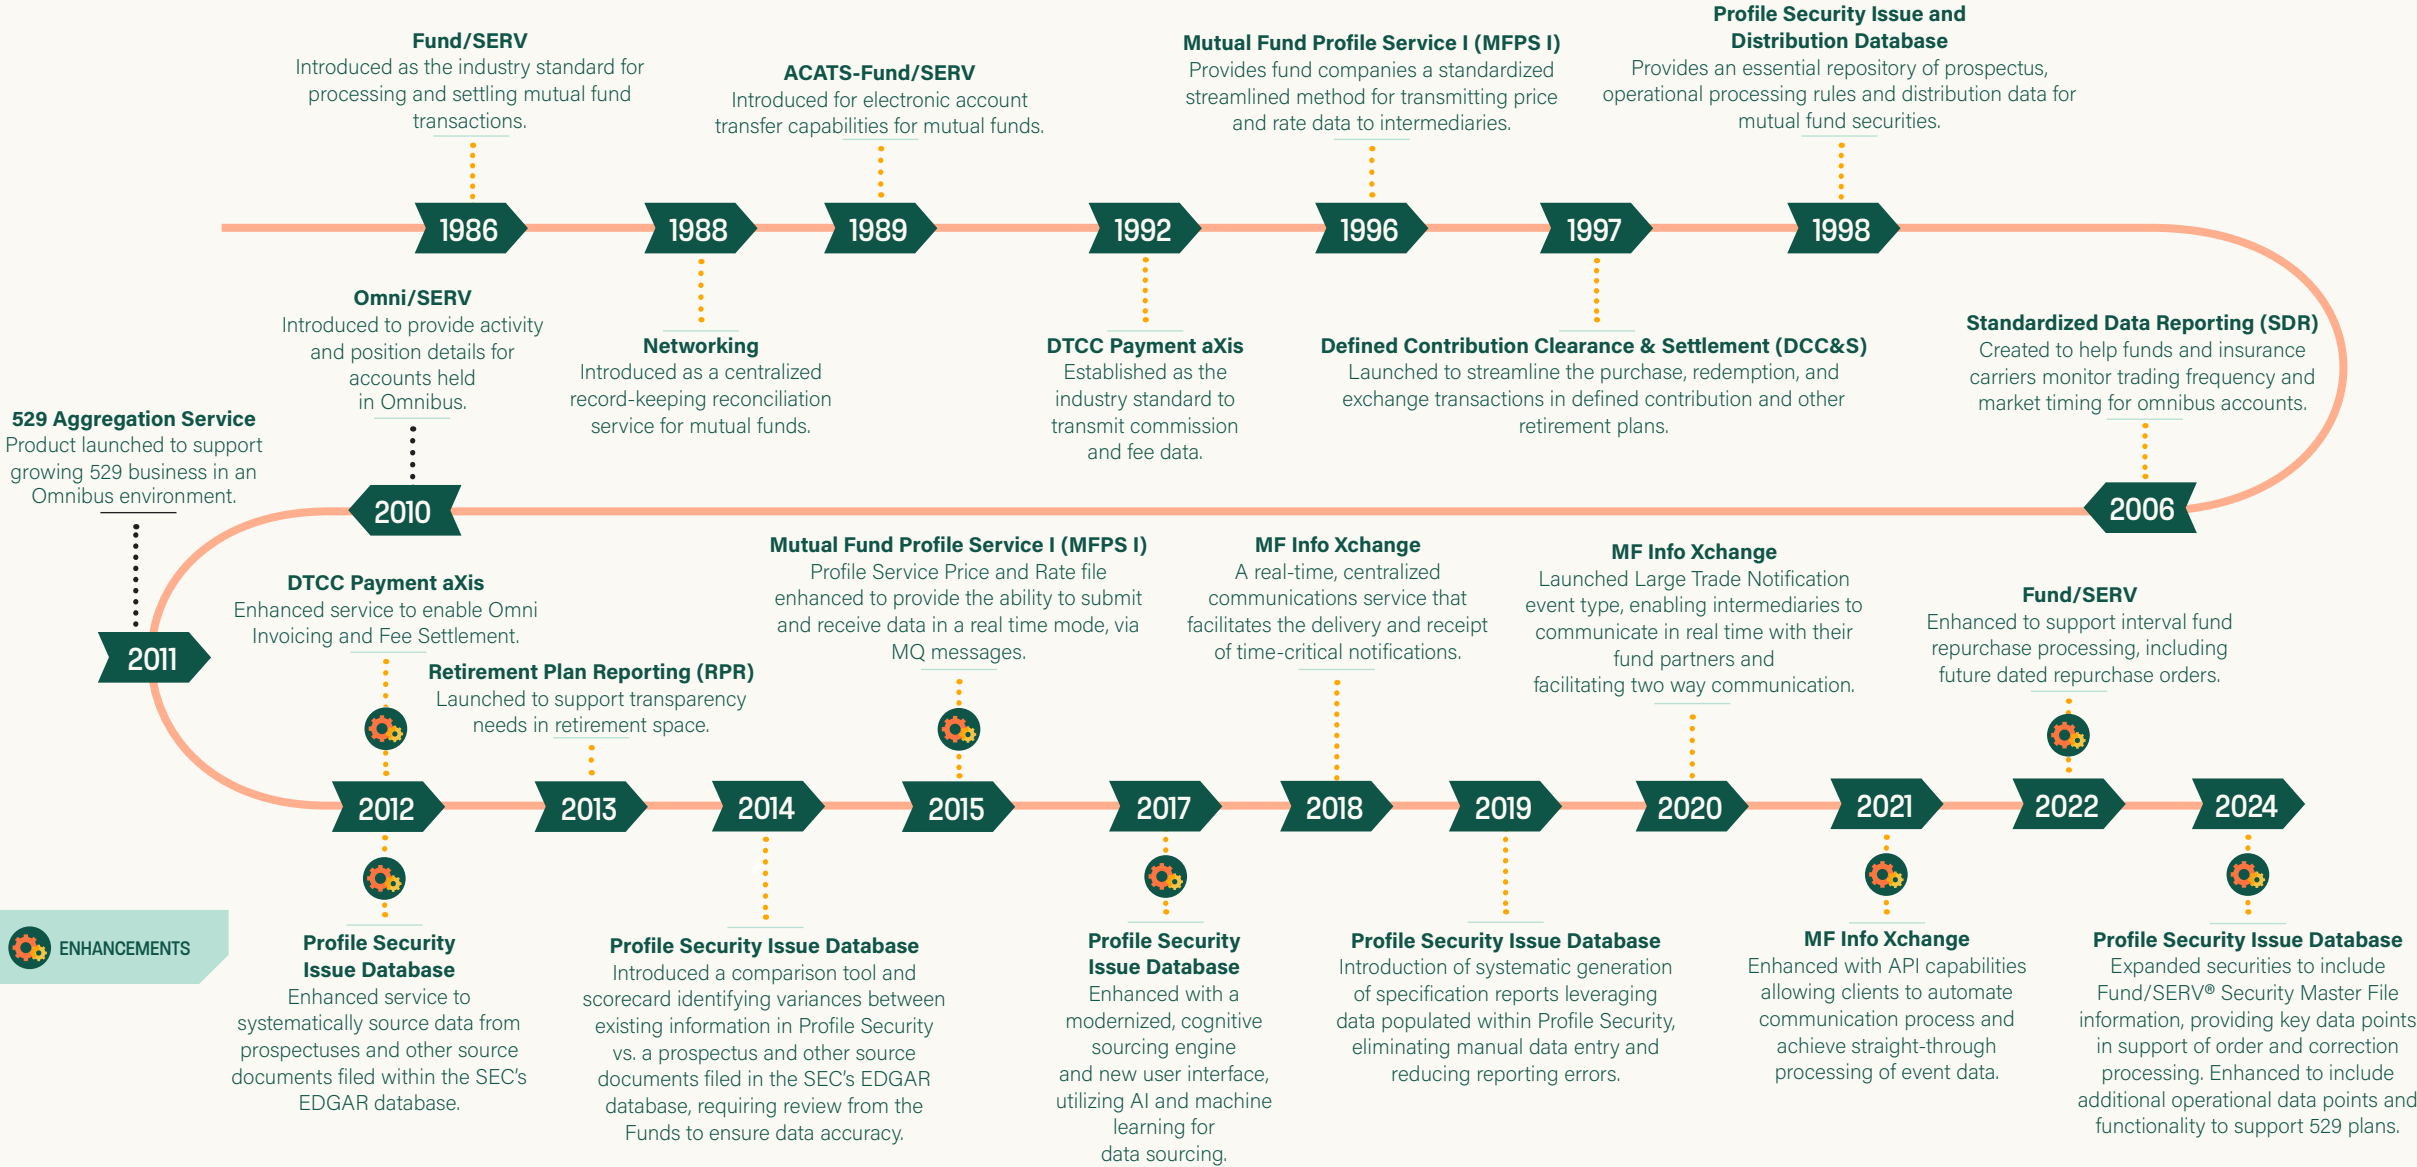 Fund/SERV
Introduced as the industry standard for
processing and settling mutual fund
transactions.
ACATS-Fund/SERV
Introduced for electronic account
transfer capabilities for mutual funds.
Mutual Fund Profile Service I (MFPS I)
Provides fund companies a standardized
streamlined method for transmitting price
and rate data to intermediaries.
Profile Security Issue and
Distribution Database
Provides an essential repository of prospectus,
operational processing rules and distribution data for
mutual fund securities.
1986
1988
1989
1992
1996
1997
1998
Networking
Introduced as a centralized
record-keeping reconciliation
service for mutual funds.
DTCC Payment aXis
Established as the
industry standard to
transmit commission
and fee data.
Defined Contribution Clearance & Settlement (DCC&S)
Launched to streamline the purchase, redemption, and
exchange transactions in defined contribution and other
retirement plans.
Standardized Data Reporting (SDR)
Created to help funds and insurance
carriers monitor trading frequency and
market timing for omnibus accounts.
2006
Omni/SERV
Introduced to provide activity
and position details for
accounts held
in Omnibus.
2010
529 Aggregation Service
Product launched to support
growing 529 business in an
Omnibus environment.
2011
DTCC Payment aXis
Enhanced service to enable Omni
Invoicing and Fee Settlement.
Retirement Plan Reporting (RPR)
Launched to support transparency
needs in retirement space.
Mutual Fund Profile Service I (MFPS I)
Profile Service Price and Rate file
enhanced to provide the ability to submit
and receive data in a real time mode, via
MQ messages.
MF Info Xchange
A real-time, centralized
communications service that
facilitates the delivery and receipt
of time-critical notifications.
MF Info Xchange
Launched Large Trade Notification
event type, enabling intermediaries to
communicate in real time with their
fund partners and
facilitating two way communication.
Fund/SERV
Enhanced to support interval fund
repurchase processing, including
future dated repurchase orders.
2012
2013
2014
2015
2017
2018
2019
2020
2021
2022
2024
ENHANCEMENTS
Profile Security
Issue Database
Enhanced service to
systematically source data from
prospectuses and other source
documents filed within the SEC's
EDGAR database.
Profile Security Issue Database
Introduced a comparison tool and
scorecard identifying variances between
existing information in Profile Security
vs. a prospectus and other source
documents filed in the SEC's EDGAR
database, requiring review from the
Funds to ensure data accuracy.
Profile Security
Issue Database
Enhanced with a
modernized, cognitive
sourcing engine
and new user interface,
utilizing AI and machine
learning for
data sourcing.
Profile Security Issue Database
Introduction of systematic generation
of specification reports leveraging
data populated within Profile Security,
eliminating manual data entry and
reducing reporting errors.
MF Info Xchange
Enhanced with API capabilities
allowing clients to automate
communication process and
achieve straight-through
processing of event data.
Profile Security Issue Database
Expanded securities to include
Fund/SERV® Security Master File
information, providing key data points
in support of order and correction
processing. Enhanced to include
additional operational data points and
functionality to support 529 plans.